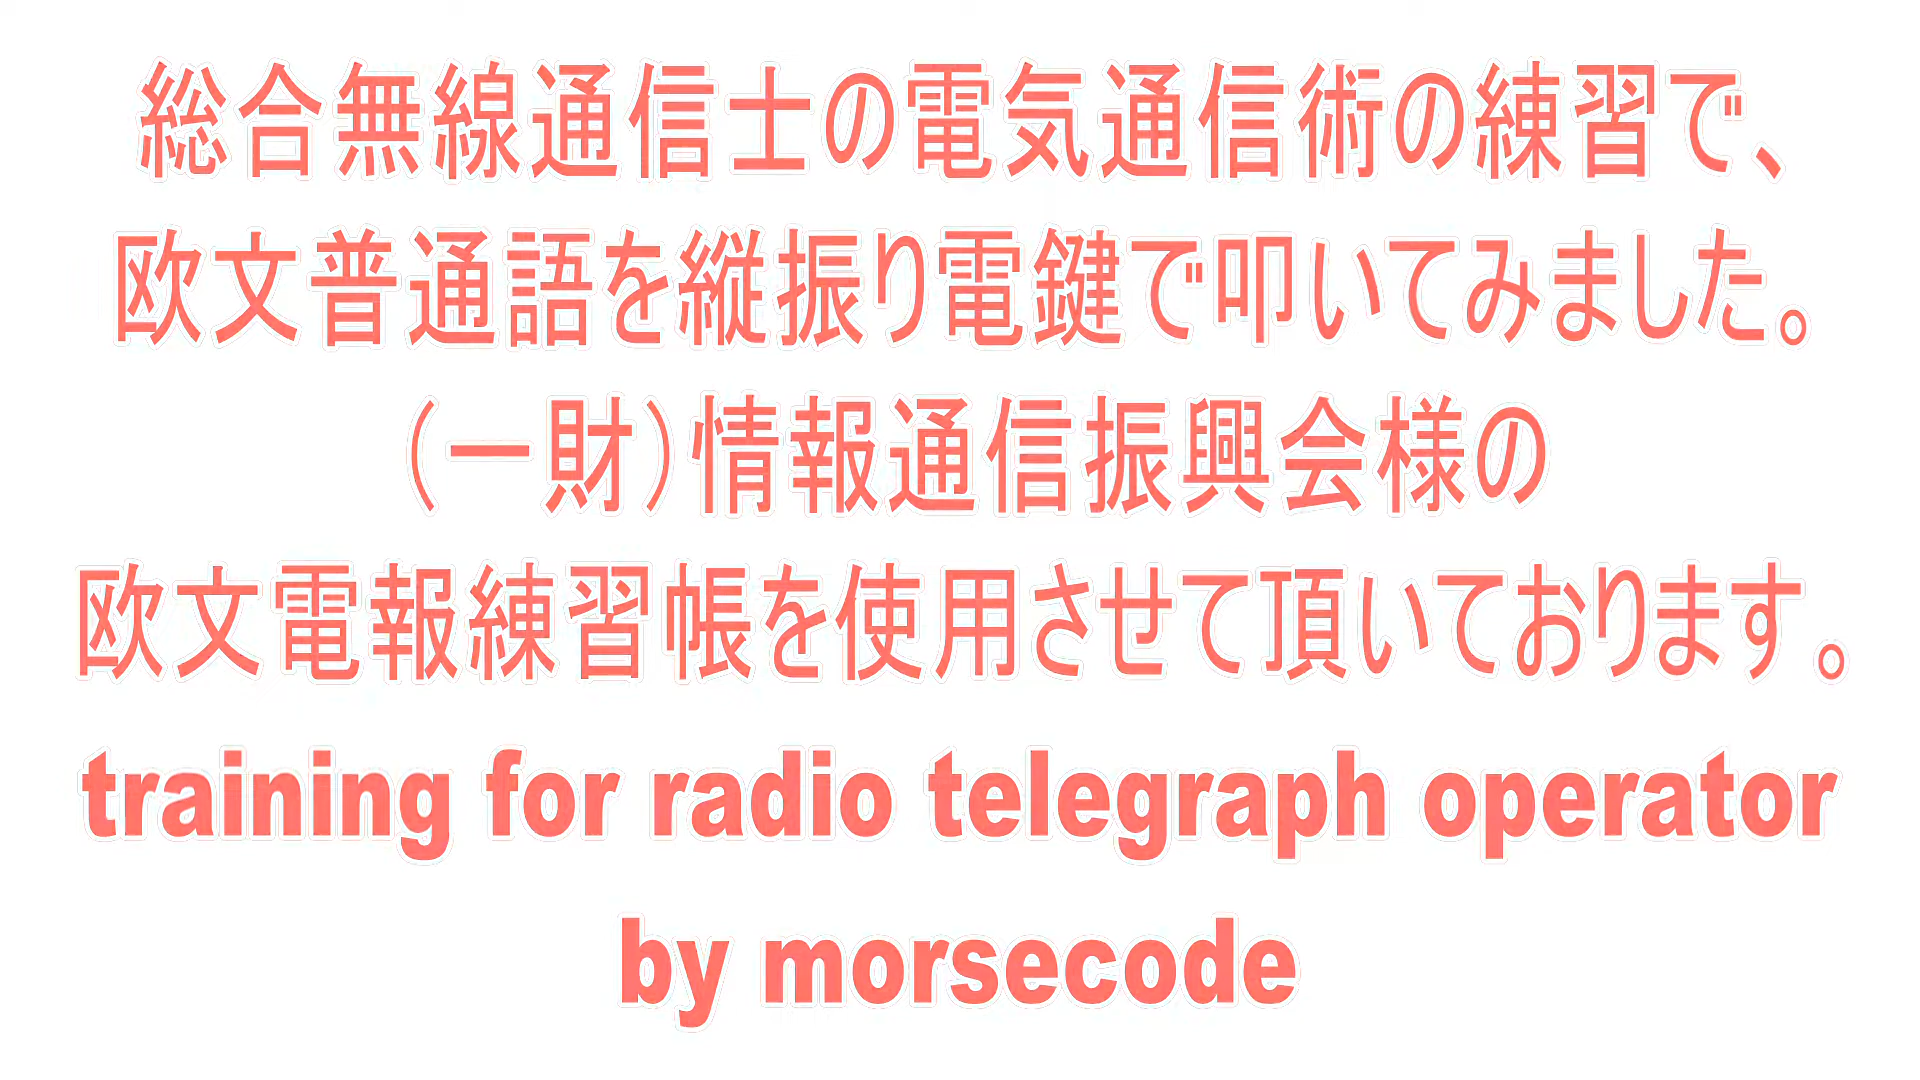 総合無線通信士の電気通信術の練習で、
欧文普通語を縦振り電鍵で叩いてみました。
（一財）情報通信振興会様の
欧文電報練習帳を使用させて頂いております。
training for radio telegraph operator
by morsecode